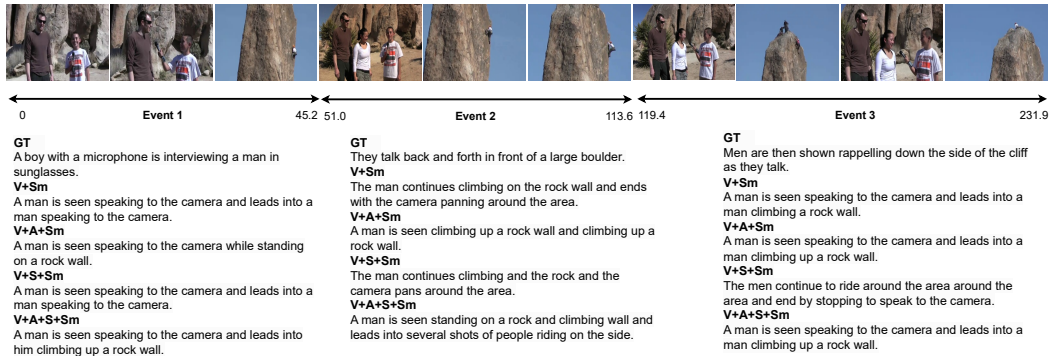 0
Event 1
45.2
51.0
Event 2
113.6
119.4
Event 3
231.9
GT
A boy with a microphone is interviewing a man in
sunglasses.
V+Sm
A man is seen speaking to the camera and leads into a
man speaking to the camera.
V+A+Sm
A man is seen speaking to the camera while standing
on a rock wall.
V+S+Sm
A man is seen speaking to the camera and leads into a
man speaking to the camera.
V+A+S+Sm
A man is seen speaking to the camera and leads into
him climbing up a rock wall.
GT
They talk back and forth in front of a large boulder.
V+Sm
The man continues climbing on the rock wall and ends
with the camera panning around the area.
V+A+Sm
A man is seen climbing up a rock wall and climbing up a
rock wall.
V+S+Sm
The man continues climbing and the rock and the
camera pans around the area.
V+A+S+Sm
A man is seen standing on a rock and climbing wall and
leads into several shots of people riding on the side.
GT
Men are then shown rappelling down the side of the cliff
as they talk.
V+Sm
A man is seen speaking to the camera and leads into a
man climbing a rock wall.
V+A+Sm
A man is seen speaking to the camera and leads into a
man climbing up a rock wall.
V+S+Sm
The men continue to ride around the area around the
area and end by stopping to speak to the camera.
V+A+S+Sm
A man is seen speaking to the camera and leads into a
man climbing up a rock wall.